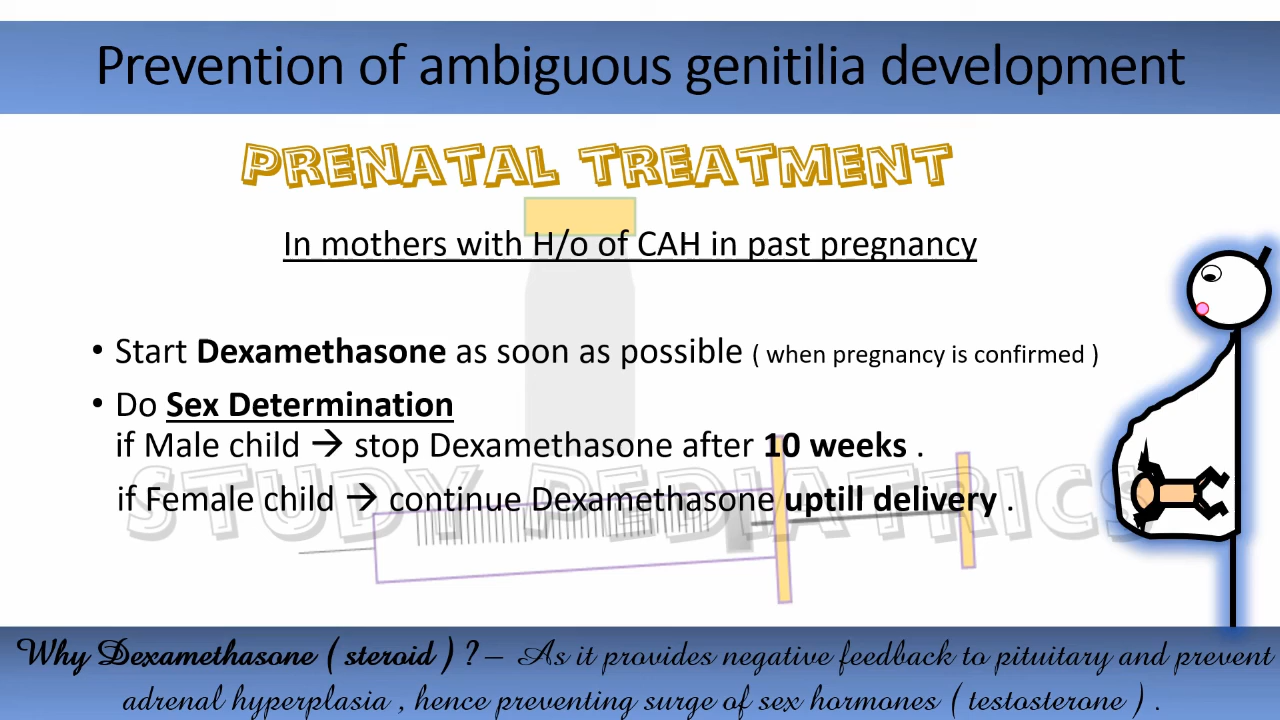 Prevention of ambiguous genitilia development
PRENATAL TREATMENT
In mothers with H/o of CAH in past pregnancy
• Start Dexamethasone as soon as possible ( when pregnancy is confirmed )
• Do Sex Determination
if Male child → stop Dexamethasone after 10 weeks .
if Female child → continue Dexamethasone uptill delivery .
STUDY PEDIATRICS
Why Dexamethasone ( steroid ) ? – As it provides negative feedback to pituitary and prevent
adrenal hyperplasia , hence preventing surge of sex hormones ( testosterone ) .